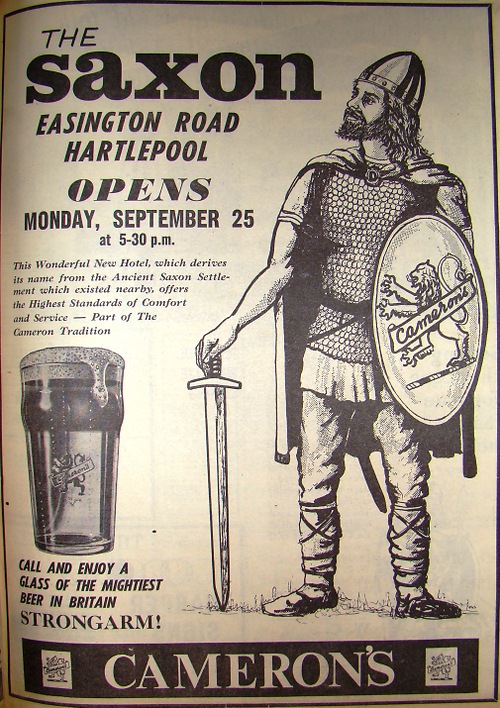 THE
saxon
EASINGTON ROAD
HARTLEPOOL
OPENS
MONDAY, SEPTEMBER 25
at 5-30 p.m.
This Wonderful New Hotel, which derives
its name from the Ancient Saxon Settle-
ment which existed nearby, offers
the Highest Standards of Comfort
and Service — Part of The
Cameron Tradition
Cameron's
Cameron's
CALL AND ENJOY A
GLASS OF THE MIGHTIEST
BEER IN BRITAIN
STRONGARM!
CAMERON'S